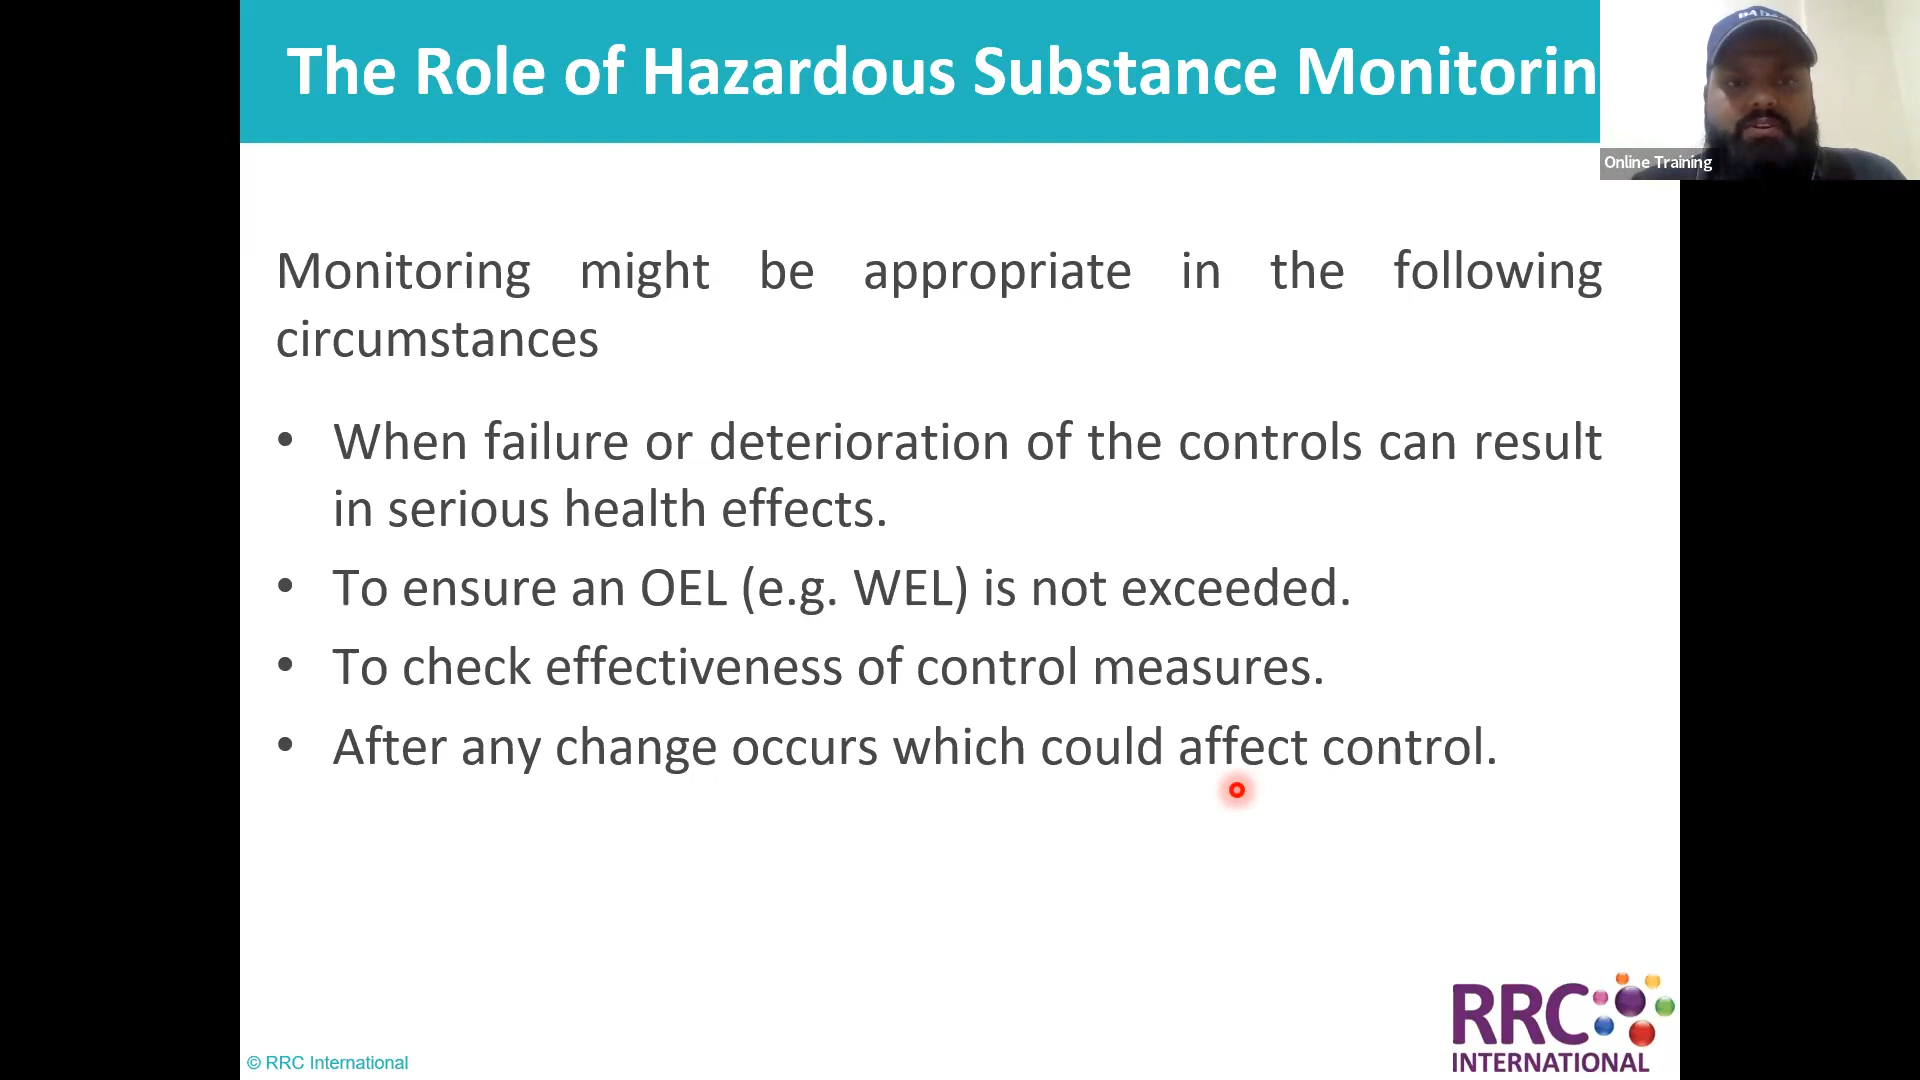 The Role of Hazardous Substance Monitorin
Online Training
Monitoring might be appropriate in the following
circumstances
• When failure or deterioration of the controls can result
in serious health effects.
• To ensure an OEL (e.g. WEL) is not exceeded.
• To check effectiveness of control measures.
• After any change occurs which could affect control.
RRC
INTERNATIONAL
© RRC International